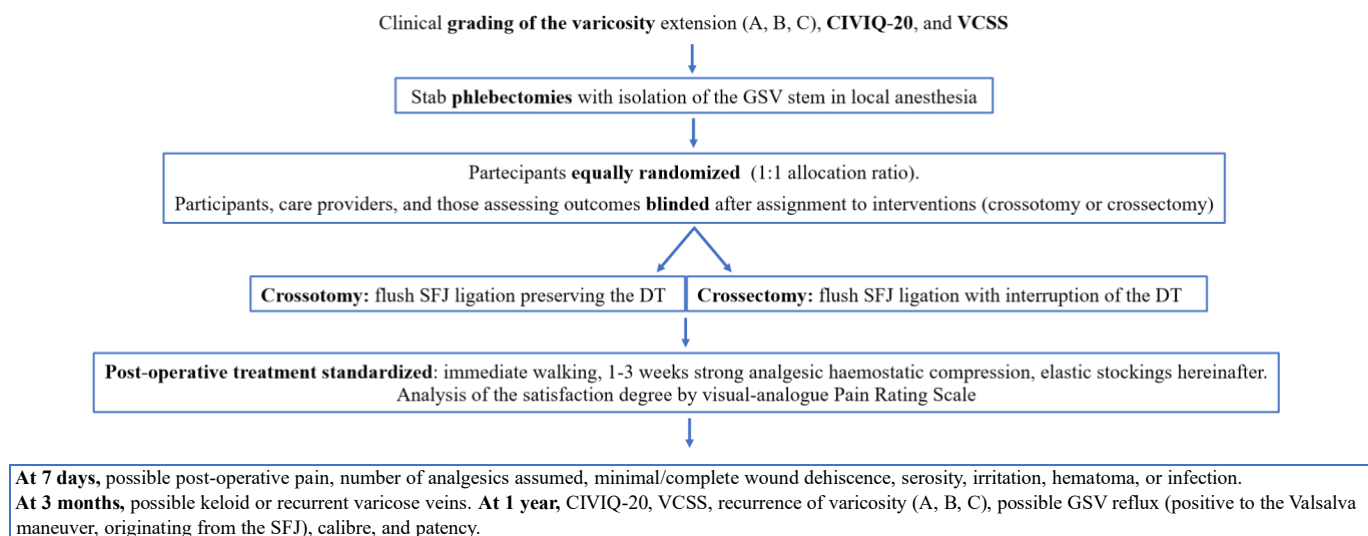 Clinical grading of the varicosity extension (A, B, C), CIVIQ-20, and VCSS
Stab phlebectomies with isolation of the GSV stem in local anesthesia
Partecipants equally randomized (1:1 allocation ratio).
Participants, care providers, and those assessing outcomes blinded after assignment to interventions (crossotomy or crossectomy)
Crossotomy: flush SFJ ligation preserving the DT
Crossectomy: flush SFJ ligation with interruption of the DT
Post-operative treatment standardized: immediate walking, 1-3 weeks strong analgesic haemostatic compression, elastic stockings hereinafter.
Analysis of the satisfaction degree by visual-analogue Pain Rating Scale
At 7 days, possible post-operative pain, number of analgesics assumed, minimal/complete wound dehiscence, serosity, irritation, hematoma, or infection.
At 3 months, possible keloid or recurrent varicose veins. At 1 year, CIVIQ-20, VCSS, recurrence of varicosity (A, B, C), possible GSV reflux (positive to the Valsalva
maneuver, originating from the SFJ), calibre, and patency.